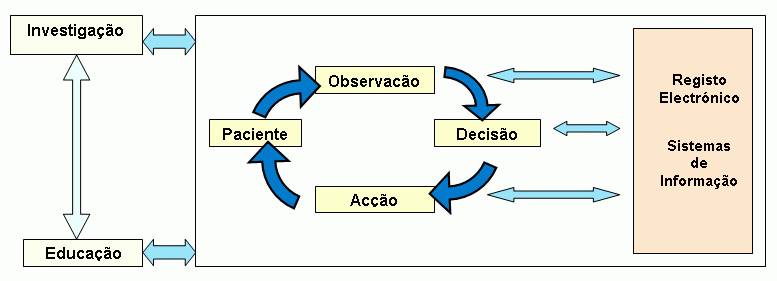 Investigação
Observacão
Registo
Electrónico
Paciente
Decisão
Sistemas
de
Informação
Acção
Educação